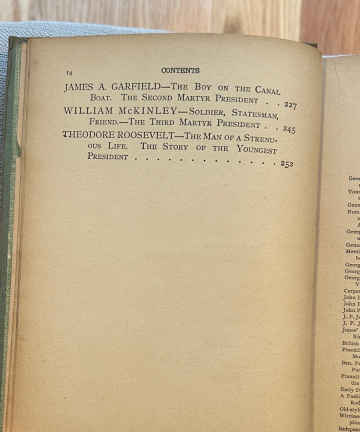 14 CONTENTS
JAMES A. GARFIELD—The Boy on the Canal
Boat. The Second Martyr President . . 227
WILLIAM McKINLEY—Soldier, Statesman,
Friend.—The Third Martyr President . . 245
THEODORE ROOSEVELT—The Man of a Strenu-
ous Life. The Story of the Youngest
President . . . . . . . . . . . . . 252